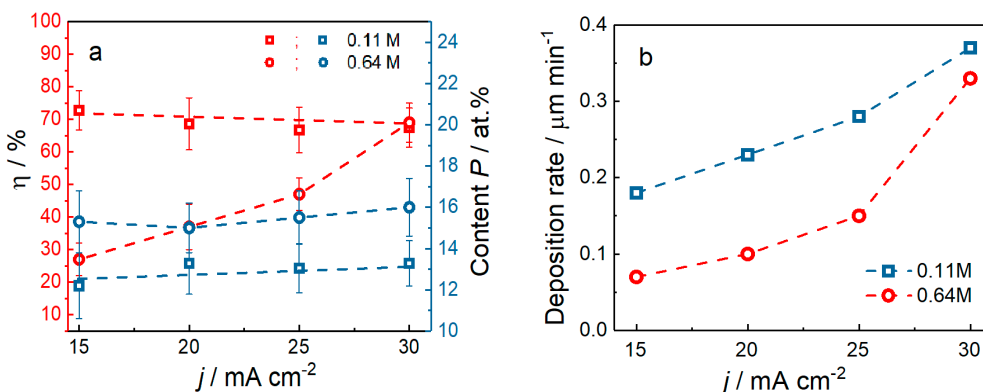 a
η / %
100
90
80
70
60
50
40
30
20
10
15
20
25
30
j / mA cm-2
24
22
20
18
16
14
12
10
Content P / at.%
0.11 M
0.64 M
b
Deposition rate / μm min-1
0.4
0.3
0.2
0.1
0.0
15
20
25
30
j / mA cm-2
0.11M
0.64M